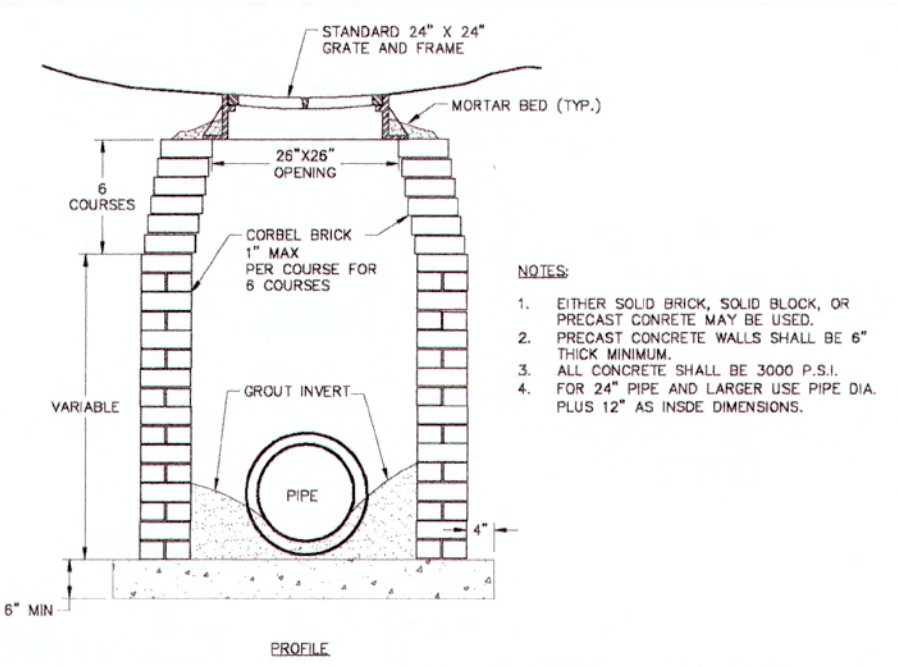 STANDARD 24" X 24"
GRATE AND FRAME
MORTAR BED (TYP.)
26"X26"
OPENING
6
COURSES
CORBEL BRICK
1" MAX
PER COURSE FOR
6 COURSES
NOTES:
1. EITHER SOLID BRICK, SOLID BLOCK, OR
PRECAST CONRETE MAY BE USED.
2. PRECAST CONCRETE WALLS SHALL BE 6"
THICK MINIMUM.
3. ALL CONCRETE SHALL BE 3000 P.S.I.
4. FOR 24" PIPE AND LARGER USE PIPE DIA.
PLUS 12" AS INSDE DIMENSIONS.
GROUT INVERT
VARIABLE
PIPE
4"
6" MIN
PROFILE